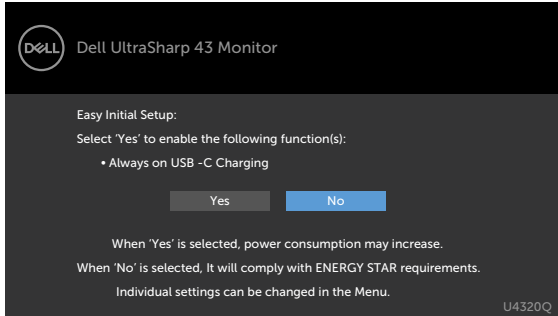 DELL
Dell UltraSharp 43 Monitor
Easy Initial Setup:
Select 'Yes' to enable the following function(s):
• Always on USB -C Charging
Yes No
When 'Yes' is selected, power consumption may increase.
When 'No' is selected, It will comply with ENERGY STAR requirements.
Individual settings can be changed in the Menu.
U4320Q